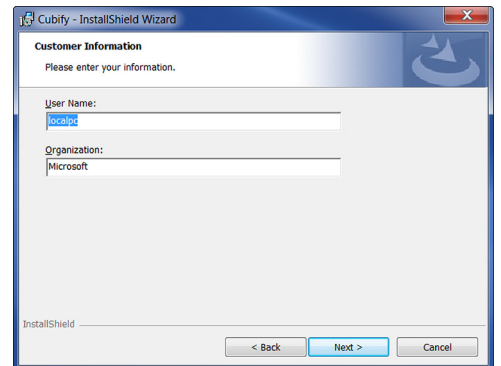 Cubify - InstallShield Wizard
Customer Information
Please enter your information.
User Name:
localpc
Organization:
Microsoft
InstallShield
< Back Next > Cancel